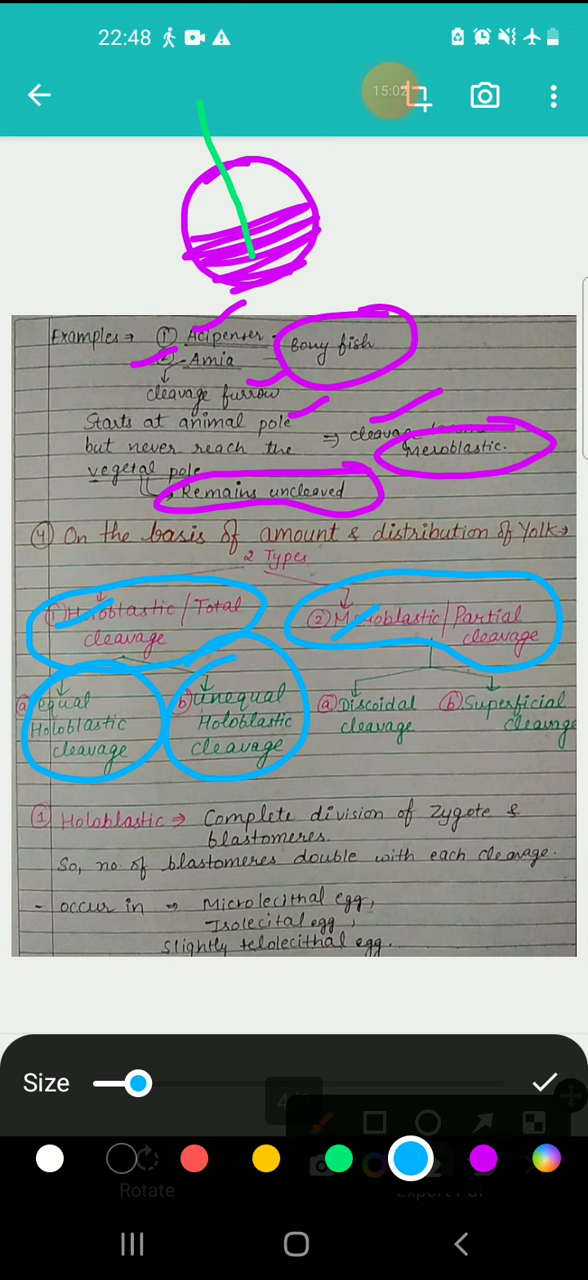 22:48
15:02
Examples → ① Acipenser -
Bony fish
② - Amia
cleavage furrow
Starts at animal pole
but never reach the ⇒ cleavage
vegetal pole
Meroblastic.
Remains uncleaved
④ On the basis of amount & distribution of Yolk→
2 Types
① Holoblastic / Total
cleavage
② Meroblastic / Partial
cleavage
ⓐ equal
Holoblastic
cleavage
ⓑ unequal
Holoblastic
cleavage
ⓐ Discoidal
cleavage
ⓑ Superficial
cleavage
① Holoblastic ⇒ Complete division of Zygote &
blastomeres.
So, no. of blastomeres double with each cleavage.
- occur in → Microlecithal egg,
Isolecital egg,
Slightly telolecithal egg.
Size
Rotate